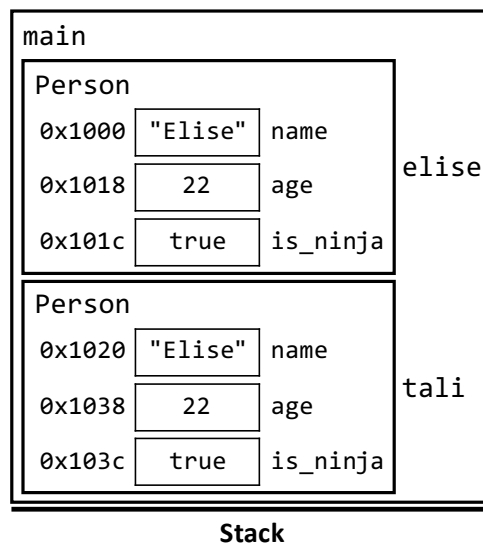 main
Person
0x1000 "Elise" name
0x1018 22 age
0x101c true is_ninja
elise
Person
0x1020 "Elise" name
0x1038 22 age
0x103c true is_ninja
tali
Stack